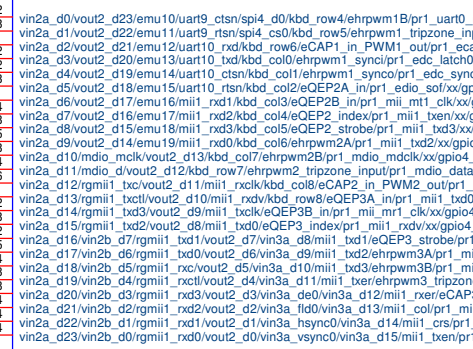 vin2a_d0/vout2_d23/emu10/uart9_ctsn/spi4_d0/kbd_row4/ehrpwm1B/pr1_uart0_
vin2a_d1/vout2_d22/emu11/uart9_rtsn/spi4_cs0/kbd_row5/ehrpwm1_tripzone_in
vin2a_d2/vout2_d21/emu12/uart10_rxd/kbd_row6/eCAP1_in_PWM1_out/pr1_ec
vin2a_d3/vout2_d20/emu13/uart10_txd/kbd_col0/ehrpwm1_synci/pr1_edc_latch0
vin2a_d4/vout2_d19/emu14/uart10_ctsn/kbd_col1/ehrpwm1_synco/pr1_edc_sync
vin2a_d5/vout2_d18/emu15/uart10_rtsn/kbd_col2/eQEP2A_in/pr1_edio_sof/xx/gp
vin2a_d6/vout2_d17/emu16/mii1_rxd1/kbd_col3/eQEP2B_in/pr1_mii_mt1_clk/xx/
vin2a_d7/vout2_d16/emu17/mii1_rxd2/kbd_col4/eQEP2_index/pr1_mii1_txen/xx/g
vin2a_d8/vout2_d15/emu18/mii1_rxd3/kbd_col5/eQEP2_strobe/pr1_mii1_txd3/xx
vin2a_d9/vout2_d14/emu19/mii1_rxd0/kbd_col6/ehrpwm2A/pr1_mii1_txd2/xx/gpio
vin2a_d10/mdio_mclk/vout2_d13/kbd_col7/ehrpwm2B/pr1_mdio_mdclk/xx/gpio4_
vin2a_d11/mdio_d/vout2_d12/kbd_row7/ehrpwm2_tripzone_input/pr1_mdio_data
vin2a_d12/rgmii1_txc/vout2_d11/mii1_rxclk/kbd_col8/eCAP2_in_PWM2_out/pr1_
vin2a_d13/rgmii1_txctl/vout2_d10/mii1_rxdv/kbd_row8/eQEP3A_in/pr1_mii1_txd0
vin2a_d14/rgmii1_txd3/vout2_d9/mii1_txclk/eQEP3B_in/pr1_mii_mr1_clk/xx/gpio4
vin2a_d15/rgmii1_txd2/vout2_d8/mii1_txd0/eQEP3_index/pr1_mii1_rxdv/xx/gpio4_
vin2a_d16/vin2b_d7/rgmii1_txd1/vout2_d7/vin3a_d8/mii1_txd1/eQEP3_strobe/pr1
vin2a_d17/vin2b_d6/rgmii1_txd0/vout2_d6/vin3a_d9/mii1_txd2/ehrpwm3A/pr1_mi
vin2a_d18/vin2b_d5/rgmii1_rxc/vout2_d5/vin3a_d10/mii1_txd3/ehrpwm3B/pr1_mi
vin2a_d19/vin2b_d4/rgmii1_rxctl/vout2_d4/vin3a_d11/mii1_txer/ehrpwm3_tripzone
vin2a_d20/vin2b_d3/rgmii1_rxd3/vout2_d3/vin3a_de0/vin3a_d12/mii1_rxer/eCAP3
vin2a_d21/vin2b_d2/rgmii1_rxd2/vout2_d2/vin3a_fld0/vin3a_d13/mii1_col/pr1_mi
vin2a_d22/vin2b_d1/rgmii1_rxd1/vout2_d1/vin3a_hsync0/vin3a_d14/mii1_crs/pr1
vin2a_d23/vin2b_d0/rgmii1_rxd0/vout2_d0/vin3a_vsync0/vin3a_d15/mii1_txen/pr